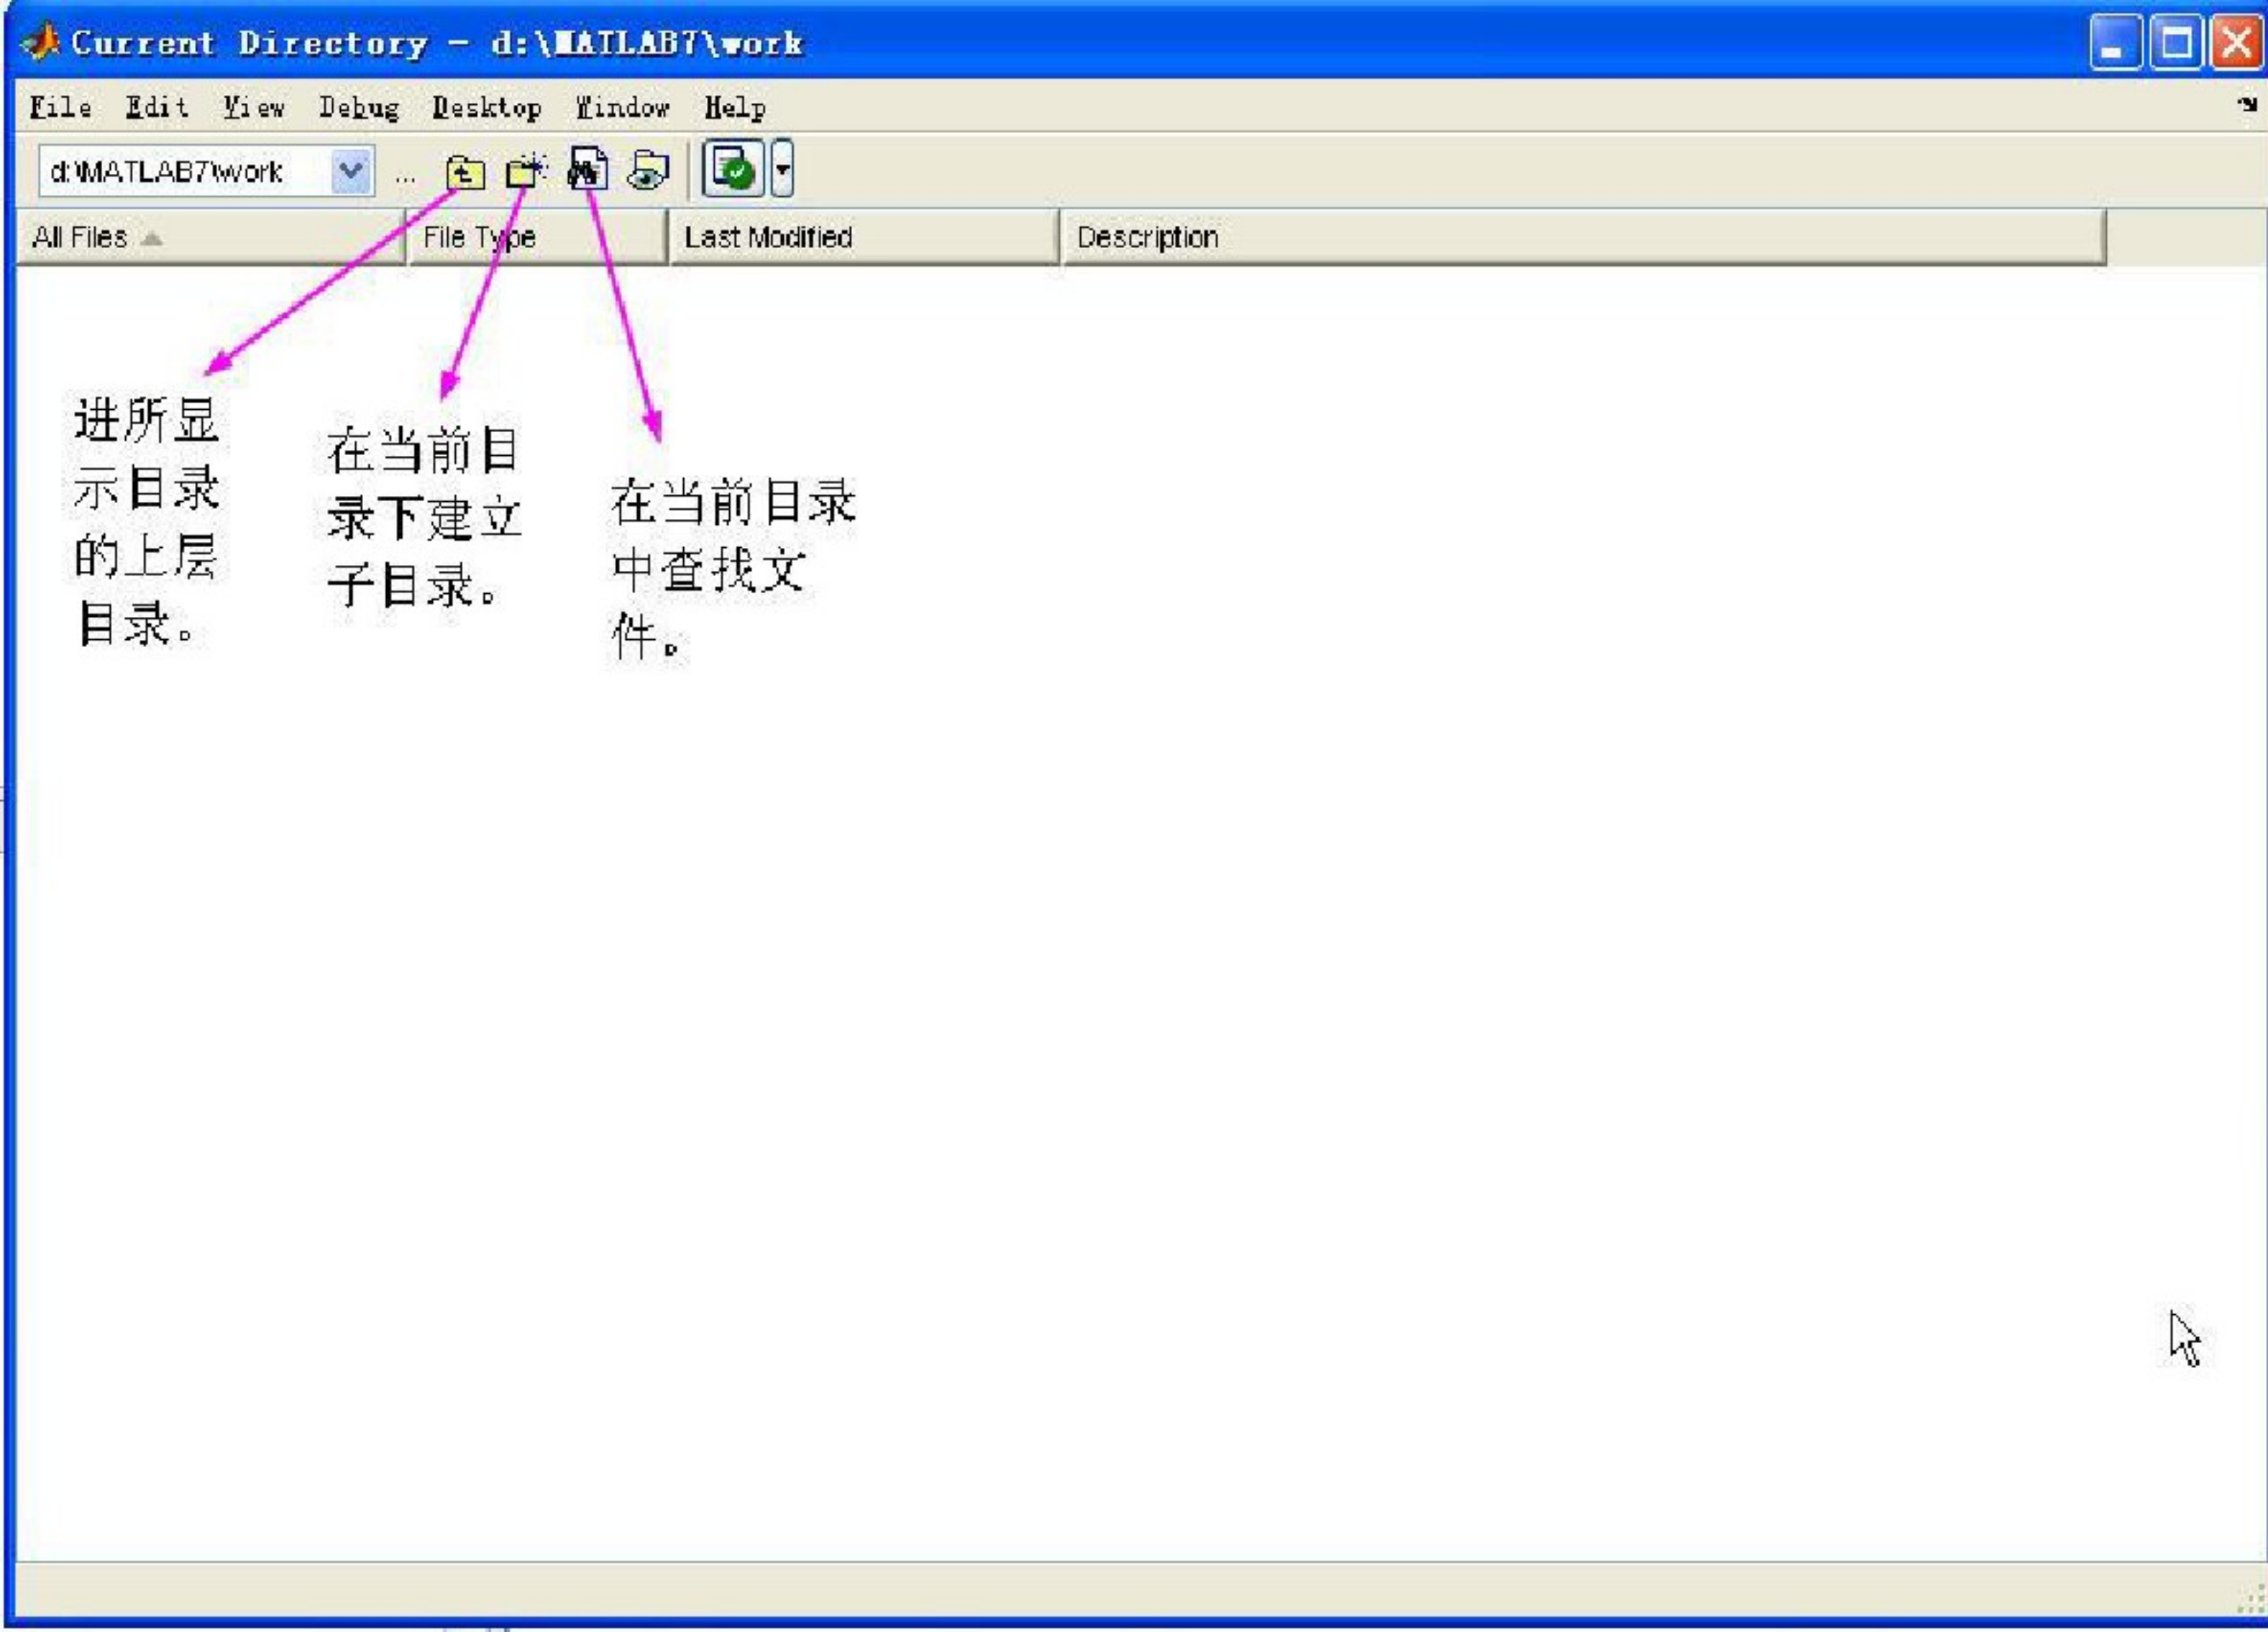 Current Directory - d:\MATLAB7\work
File Edit View Debug Desktop Window Help
d:\MATLAB7\work ...
All Files File Type Last Modified Description
进所显
示目录
的上层
目录。
在当前目
录下建立
子目录。
在当前目录
中查找文
件。